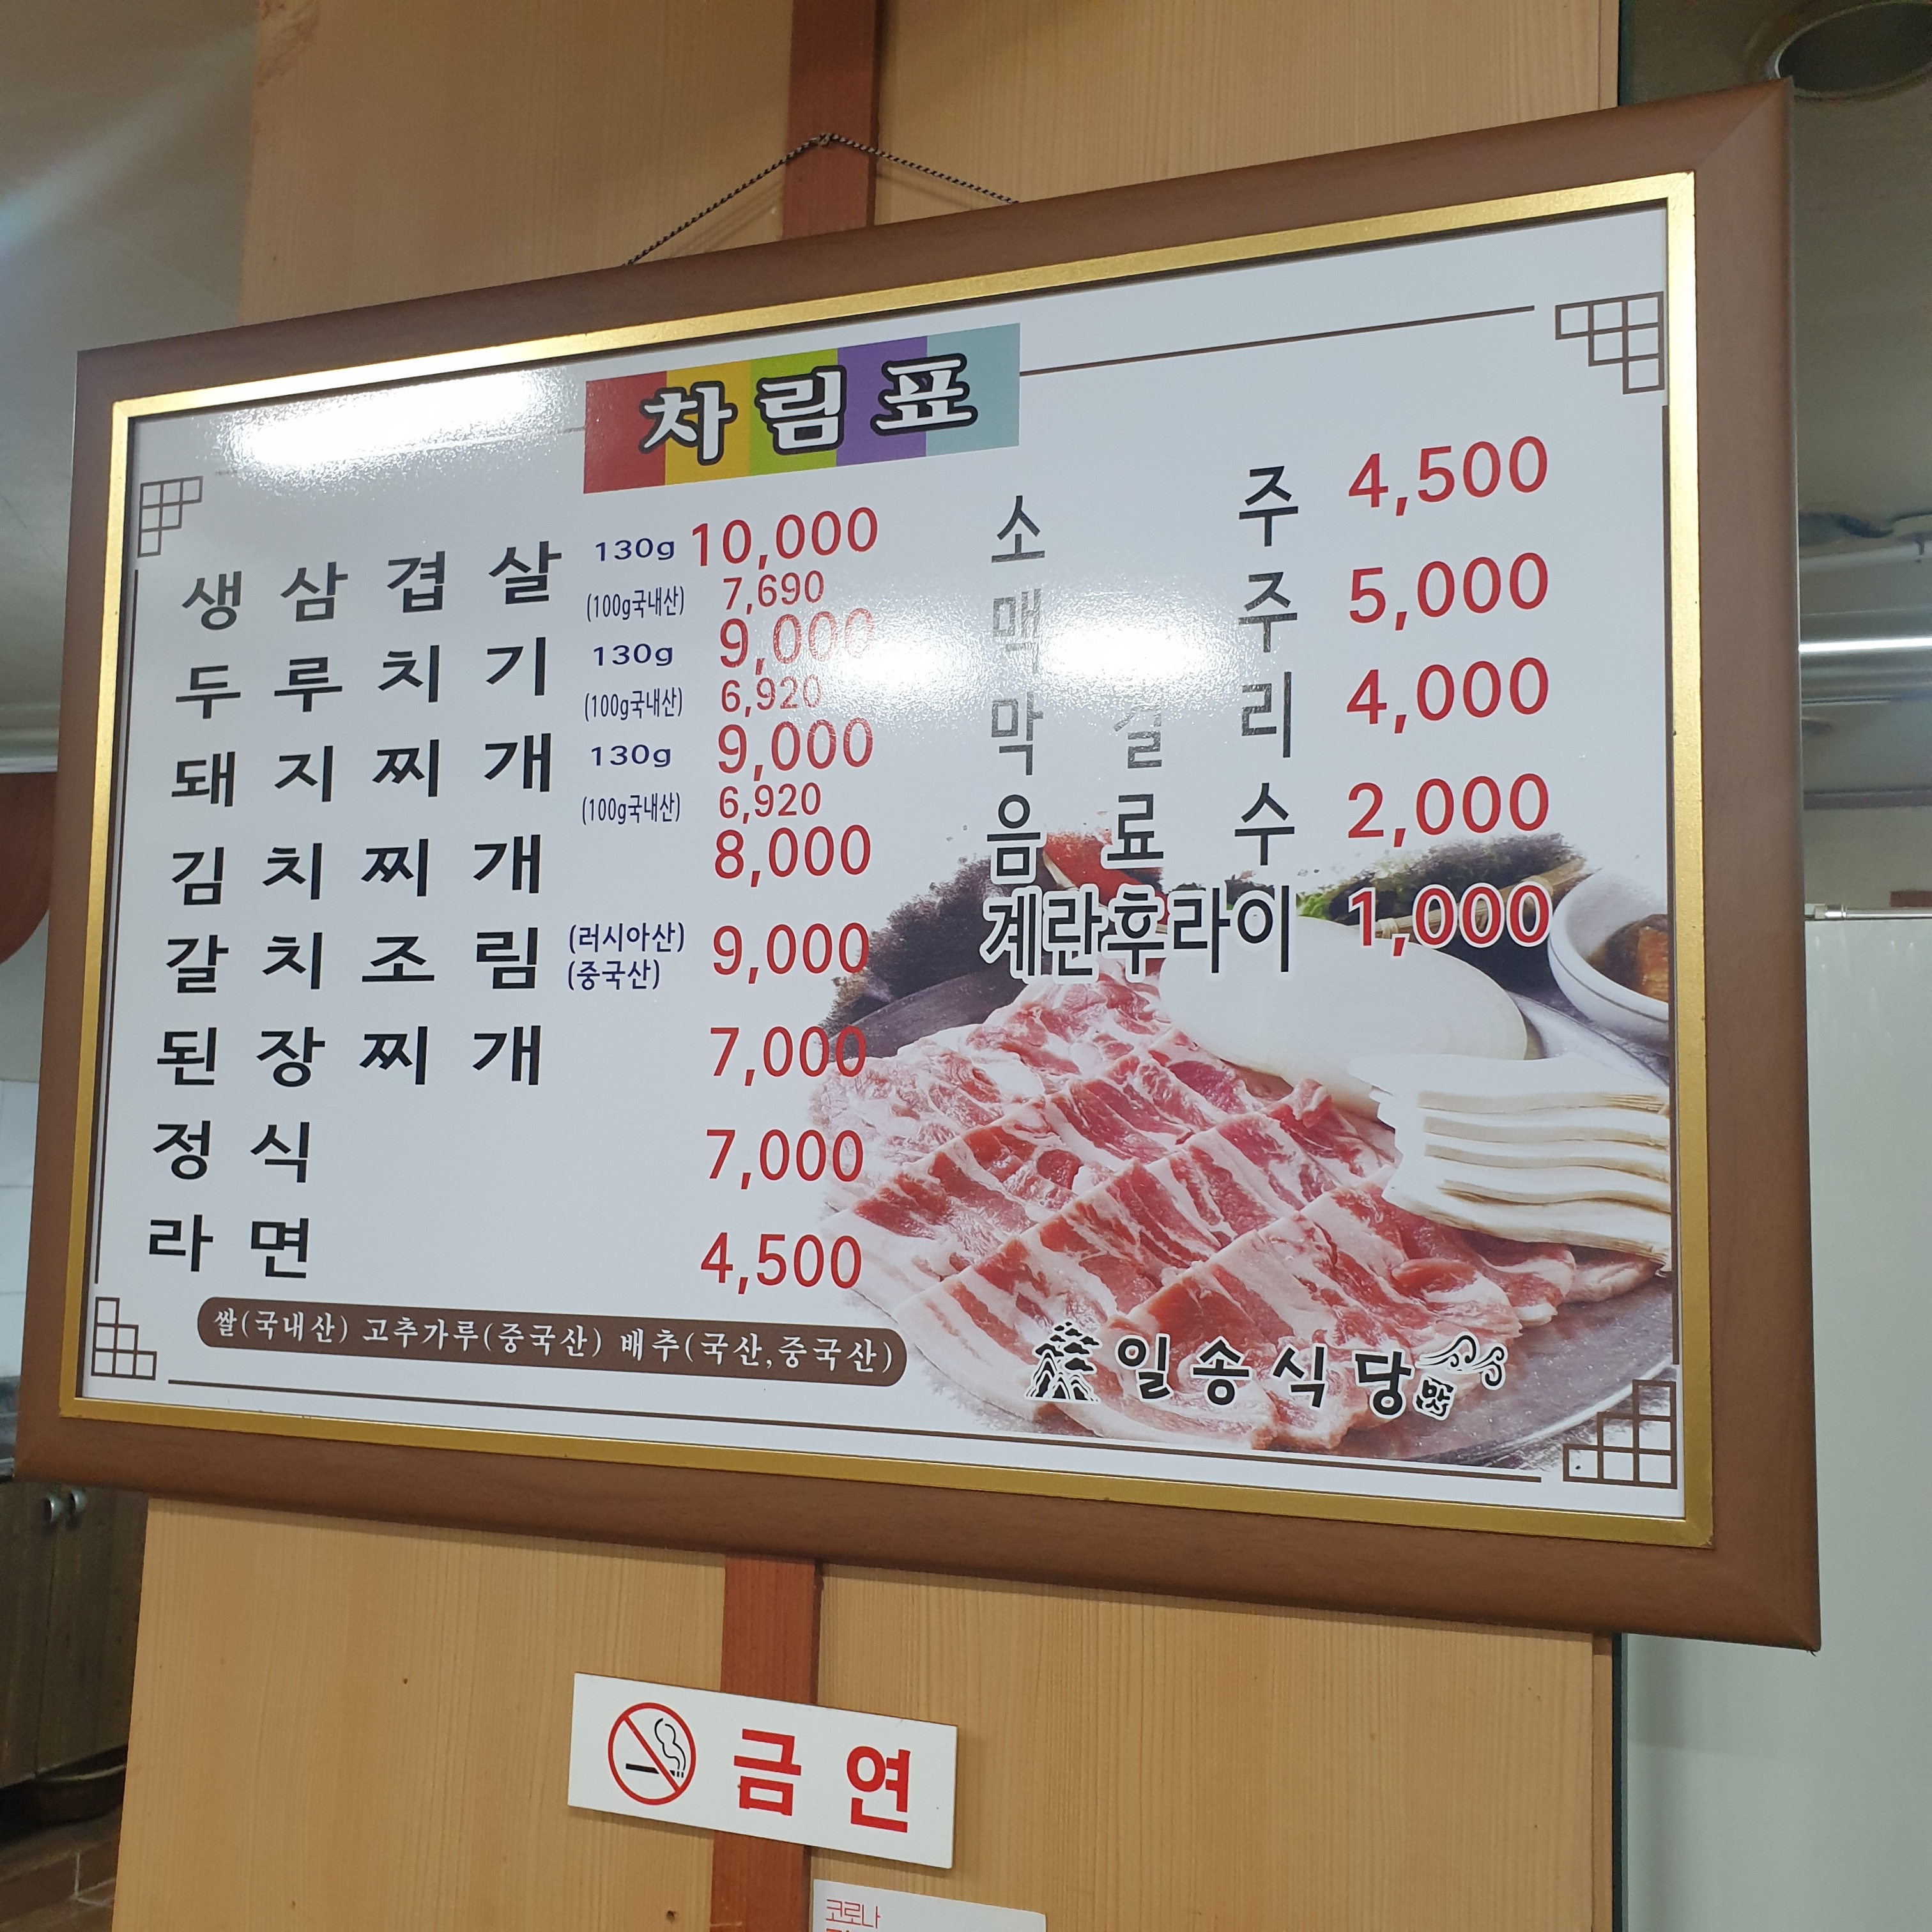 차림표
생삼겹살 130g 10,000
(100g국내산) 7,690
두루치기 130g 9,000
(100g국내산) 6,920
돼지찌개 130g 9,000
(100g국내산) 6,920
김치찌개 8,000
갈치조림 (러시아산) (중국산) 9,000
된장찌개 7,000
정식 7,000
라면 4,500
소주 4,500
맥주 5,000
막걸리 4,000
음료수 2,000
계란후라이 1,000
쌀(국내산) 고추가루(중국산) 배추(국산,중국산)
일송식당 맛
금연
코로나